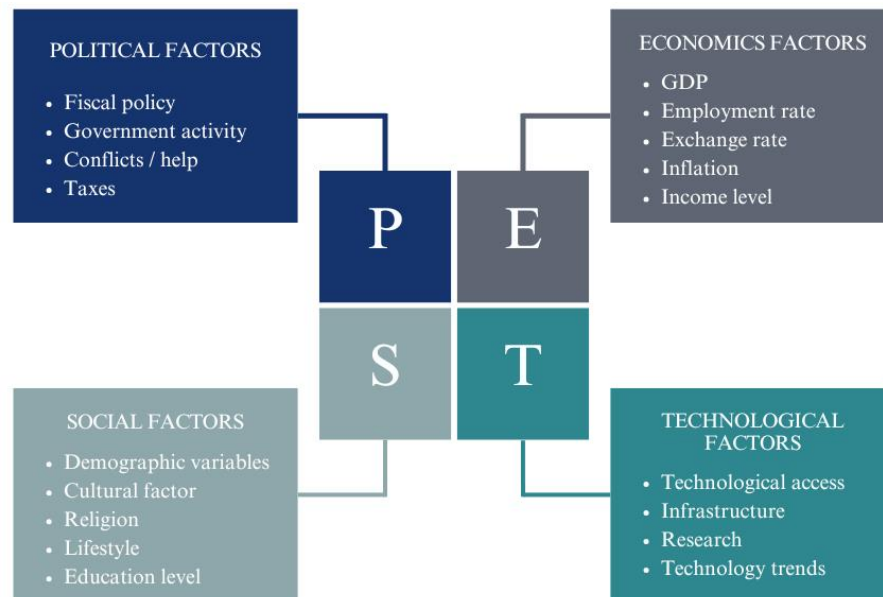 POLITICAL FACTORS
• Fiscal policy
• Government activity
• Conflicts / help
• Taxes
ECONOMICS FACTORS
• GDP
• Employment rate
• Exchange rate
• Inflation
• Income level
P
E
S
T
SOCIAL FACTORS
• Demographic variables
• Cultural factor
• Religion
• Lifestyle
• Education level
TECHNOLOGICAL
FACTORS
• Technological access
• Infrastructure
• Research
• Technology trends